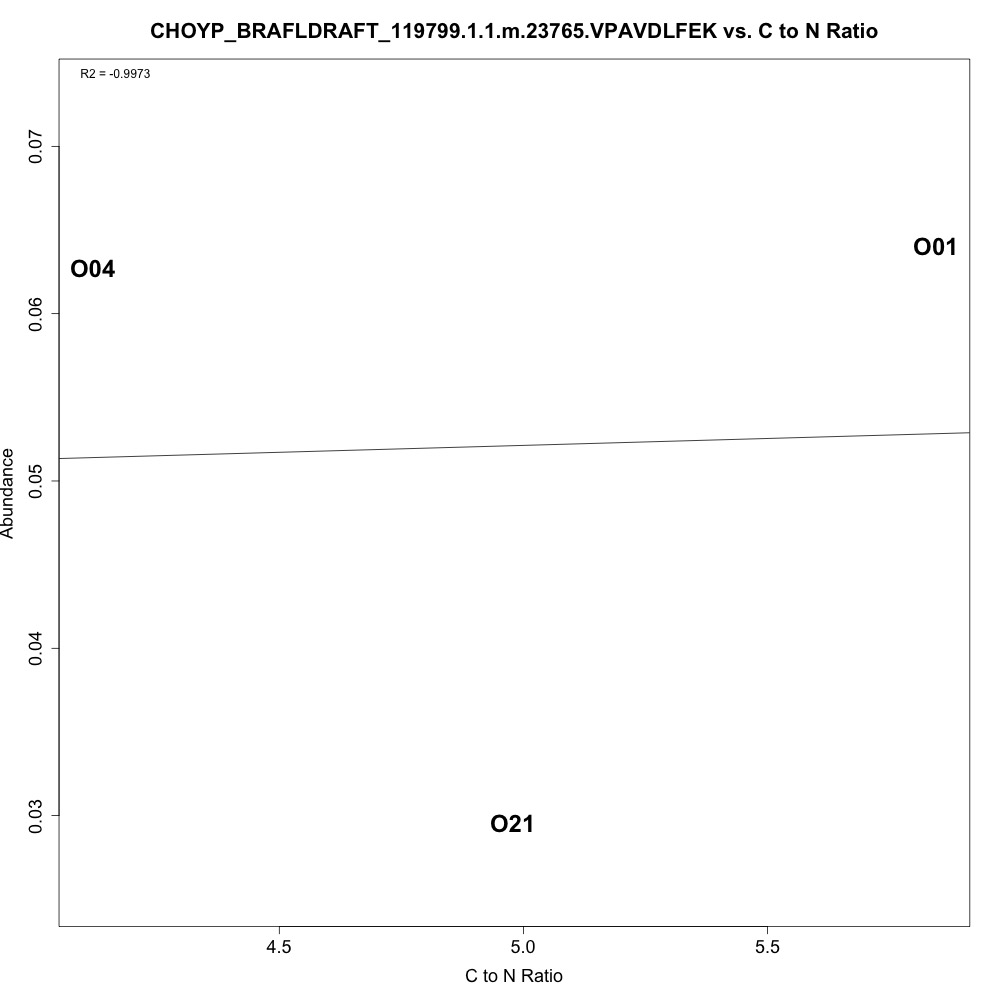 CHOYP_BRAFLDRAFT_119799.1.1.m.23765.VPAVDLFEK vs. C to N Ratio
R2 = -0.9973
0.07
O01
O04
0.06
0.05
Abundance
0.04
0.03
O21
4.5 5.0 5.5
C to N Ratio